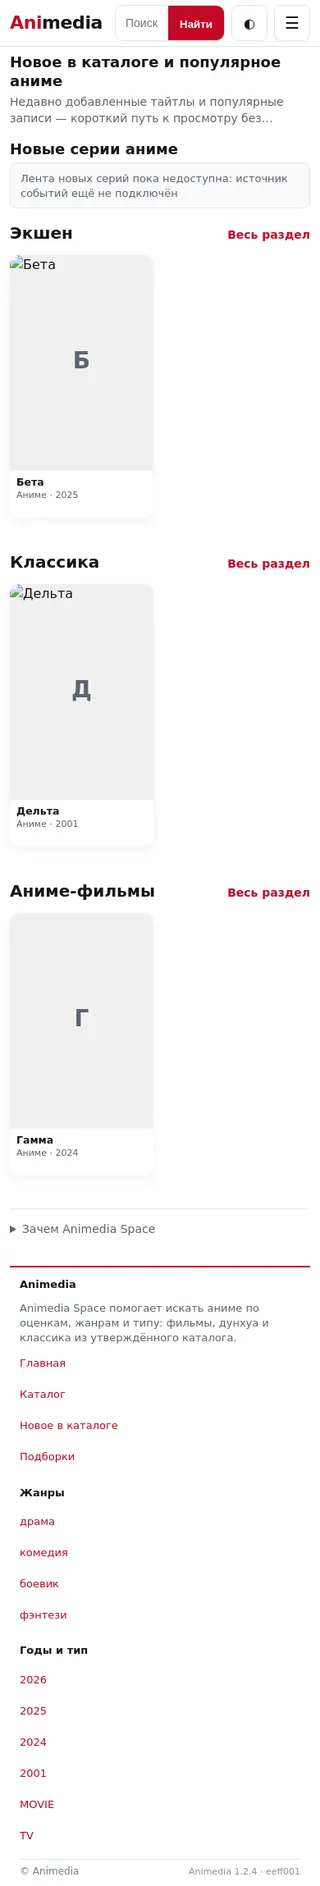 Animedia
Поиск
Найти
Новое в каталоге и популярное
аниме
Недавно добавленные тайтлы и популярные
записи — короткий путь к просмотру без…
Новые серии аниме
Лента новых серий пока недоступна: источник
событий ещё не подключён
Экшен
Весь раздел
Бета
Б
Бета
Аниме · 2025
Классика
Весь раздел
Дельта
Д
Дельта
Аниме · 2001
Аниме-фильмы
Весь раздел
Г
Гамма
Аниме · 2024
Зачем Animedia Space
Animedia
Animedia Space помогает искать аниме по
оценкам, жанрам и типу: фильмы, дунхуа и
классика из утверждённого каталога.
Главная
Каталог
Новое в каталоге
Подборки
Жанры
драма
комедия
боевик
фэнтези
Годы и тип
2026
2025
2024
2001
MOVIE
TV
© Animedia
Animedia 1.2.4 · eeff001